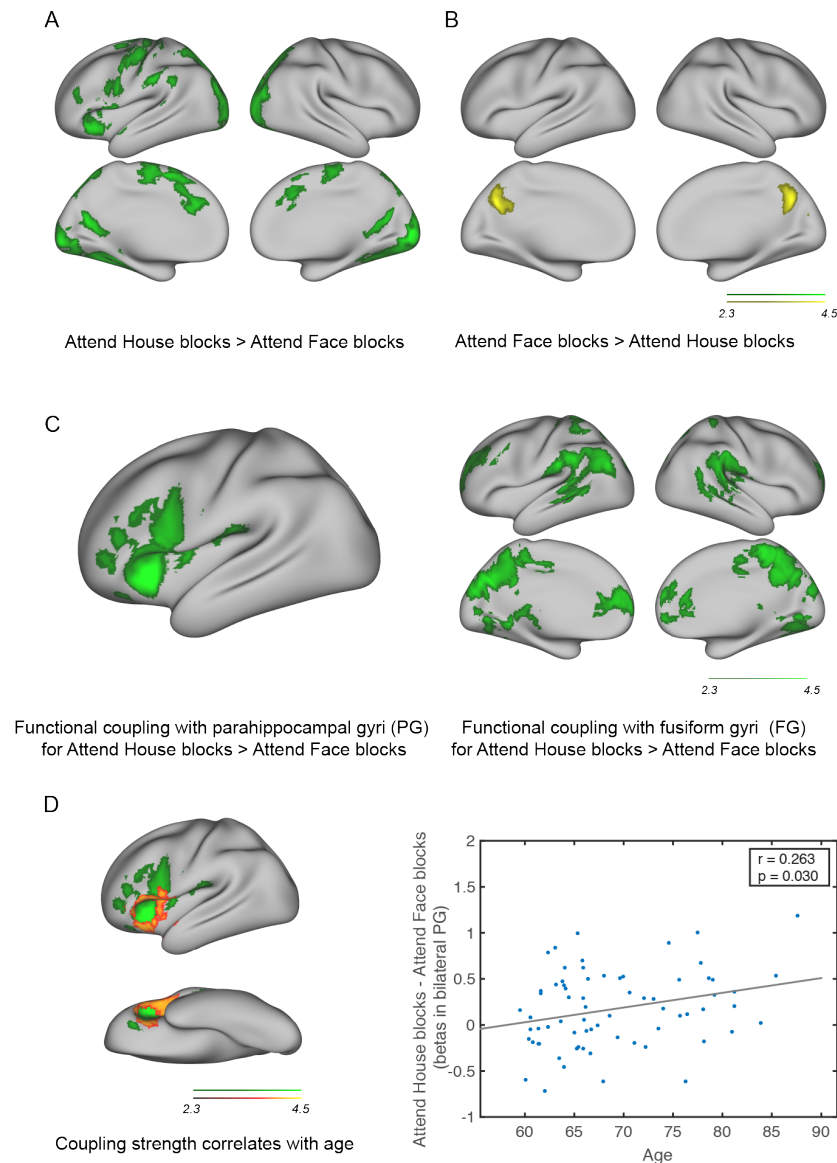 A
B
2.3
4.5
Attend House blocks > Attend Face blocks
Attend Face blocks > Attend House blocks
C
2.3
4.5
Functional coupling with parahippocampal gyri (PG)
for Attend House blocks > Attend Face blocks
Functional coupling with fusiform gyri (FG)
for Attend House blocks > Attend Face blocks
D
2.3
4.5
Coupling strength correlates with age
Attend House blocks - Attend Face blocks
(betas in bilateral PG)
2
1.5
1
0.5
0
-0.5
-1
r = 0.263
p = 0.030
60
65
70
75
80
85
90
Age